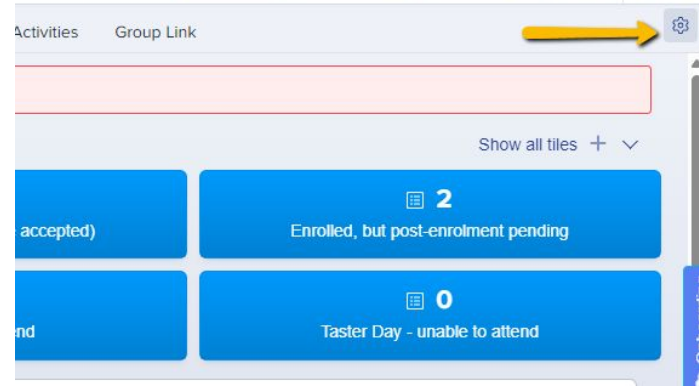 Activities Group Link
Show all tiles
accepted)
2
Enrolled, but post-enrolment pending
0
Taster Day - unable to attend